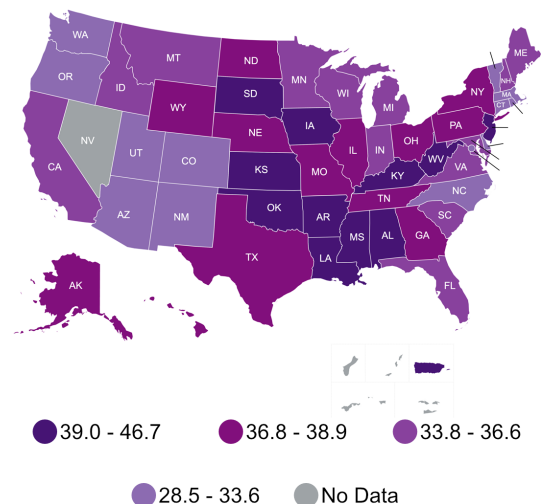 WA
OR
CA
ID
NV
MT
WY
UT
AZ
CO
NM
ND
SD
NE
KS
OK
TX
MN
IA
MO
AR
LA
WI
IL
MS
MI
IN
KY
TN
AL
OH
WV
GA
FL
SC
NC
VA
PA
NY
ME
NH
MA
CT
AK
39.0 - 46.7
36.8 - 38.9
33.8 - 36.6
28.5 - 33.6
No Data